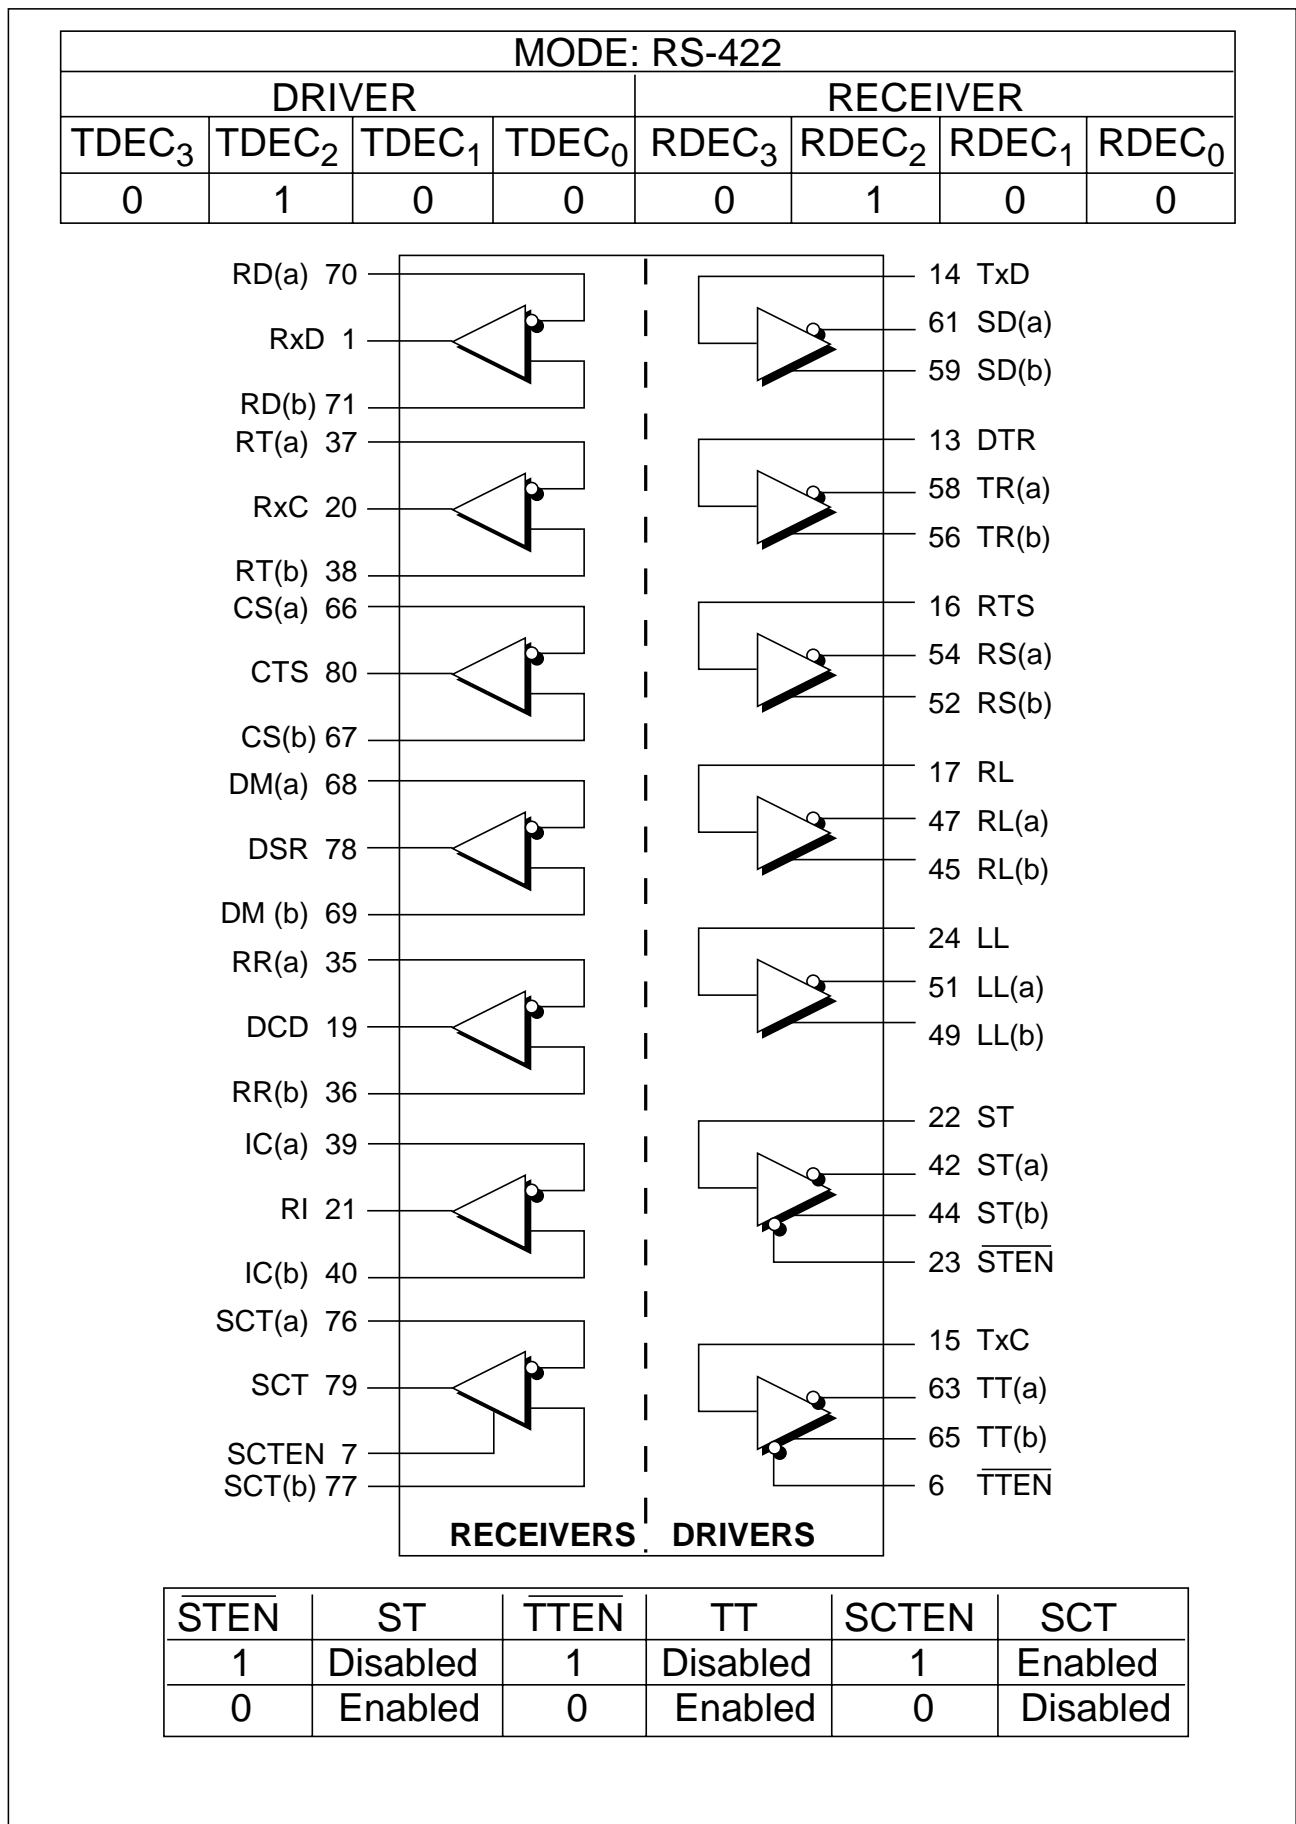 MODE: RS-422
DRIVER RECEIVER
TDEC3 TDEC2 TDEC1 TDEC0 RDEC3 RDEC2 RDEC1 RDEC0
0 1 0 0 0 1 0 0
RD(a) 70
RxD 1
RD(b) 71
RT(a) 37
RxC 20
RT(b) 38
CS(a) 66
CTS 80
CS(b) 67
DM(a) 68
DSR 78
DM (b) 69
RR(a) 35
DCD 19
RR(b) 36
IC(a) 39
RI 21
IC(b) 40
SCT(a) 76
SCT 79
SCTEN 7
SCT(b) 77
14 TxD
61 SD(a)
59 SD(b)
13 DTR
58 TR(a)
56 TR(b)
16 RTS
54 RS(a)
52 RS(b)
17 RL
47 RL(a)
45 RL(b)
24 LL
51 LL(a)
49 LL(b)
22 ST
42 ST(a)
44 ST(b)
23 STEN
15 TxC
63 TT(a)
65 TT(b)
6 TTEN
RECEIVERS DRIVERS
STEN ST TTEN TT SCTEN SCT
1 Disabled 1 Disabled 1 Enabled
0 Enabled 0 Enabled 0 Disabled